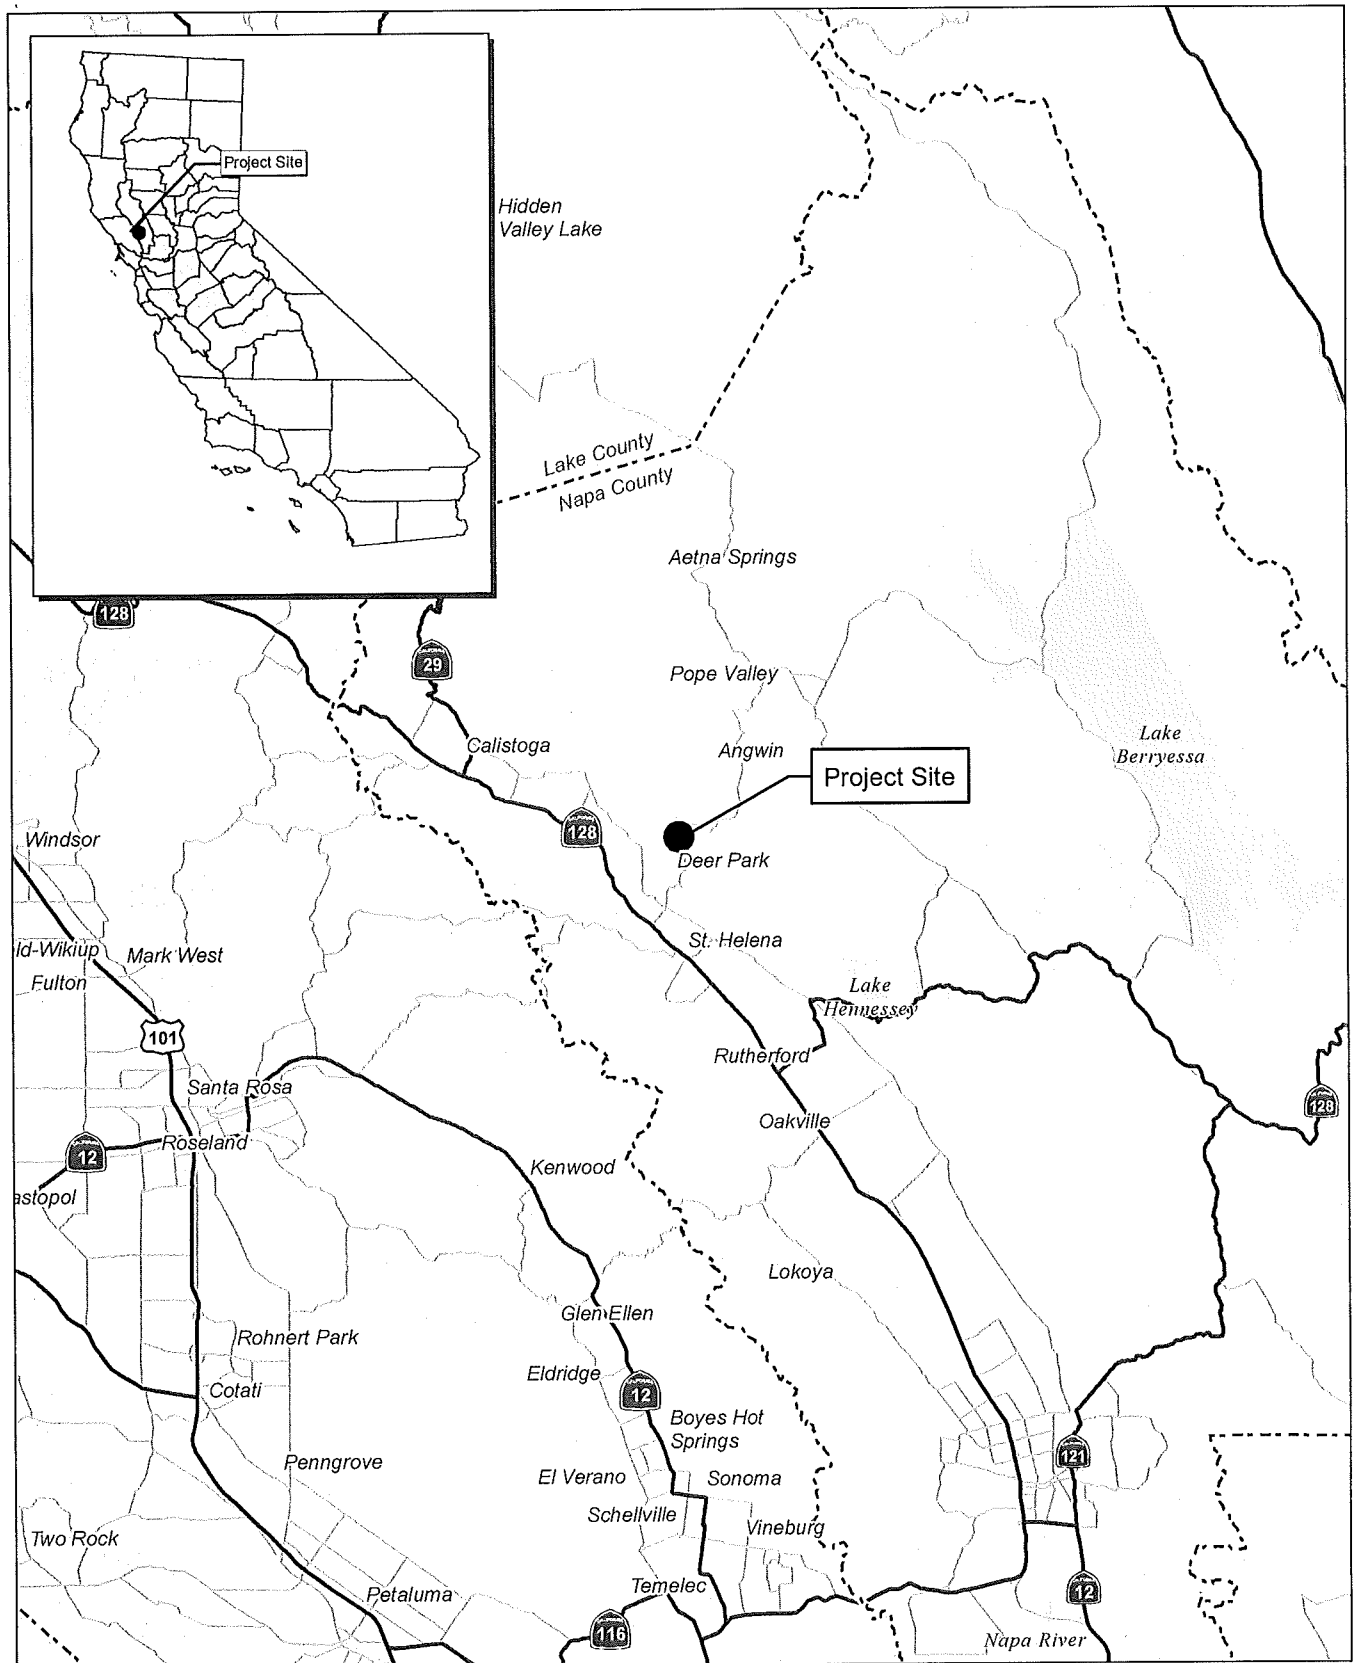 Project Site
Hidden
Valley Lake
Lake County
Napa County
Aetna Springs
128
29
Pope Valley
Lake
Berryessa
Calistoga
Angwin
Project Site
128
Windsor
Deer Park
ld-Wikiup
Mark West
St. Helena
Fulton
Lake
Hennessey
101
Rutherford
Santa Rosa
128
Oakville
Roseland
12
Kenwood
astopol
Lokoya
Glen Ellen
Rohnert Park
Eldridge
Cotati
12
Boyes Hot
Springs
121
Penngrove
El Verano
Sonoma
Schellville
Vineburg
Two Rock
Temelec
Petaluma
12
116
Napa River